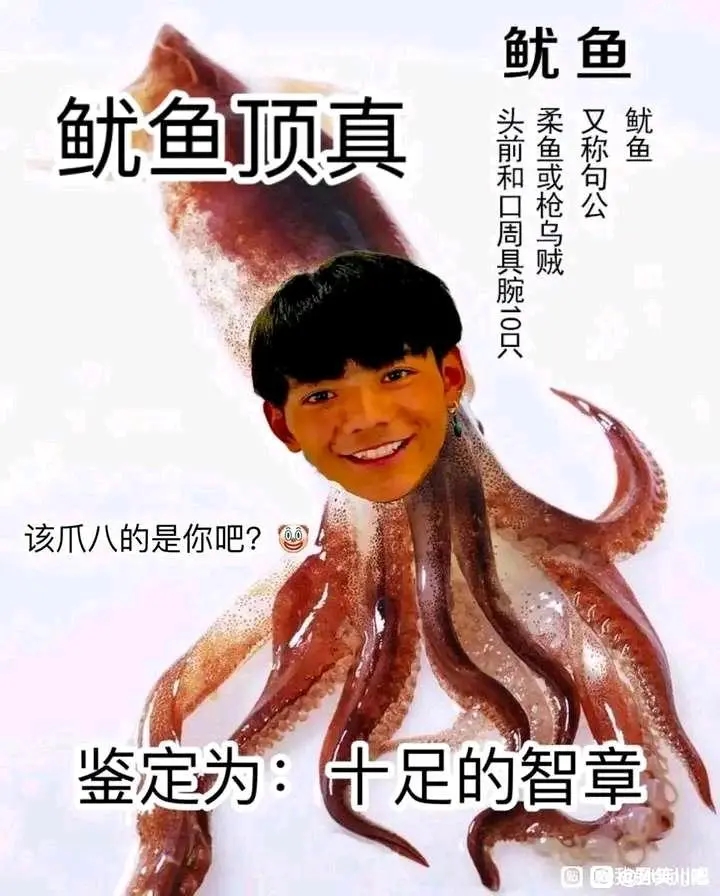 鱿鱼
鱿鱼
又称句公
柔鱼或枪乌贼
头前和口周具腕10只
鱿鱼顶真
该爪八的是你吧？🤡
鉴定为：十足的智章